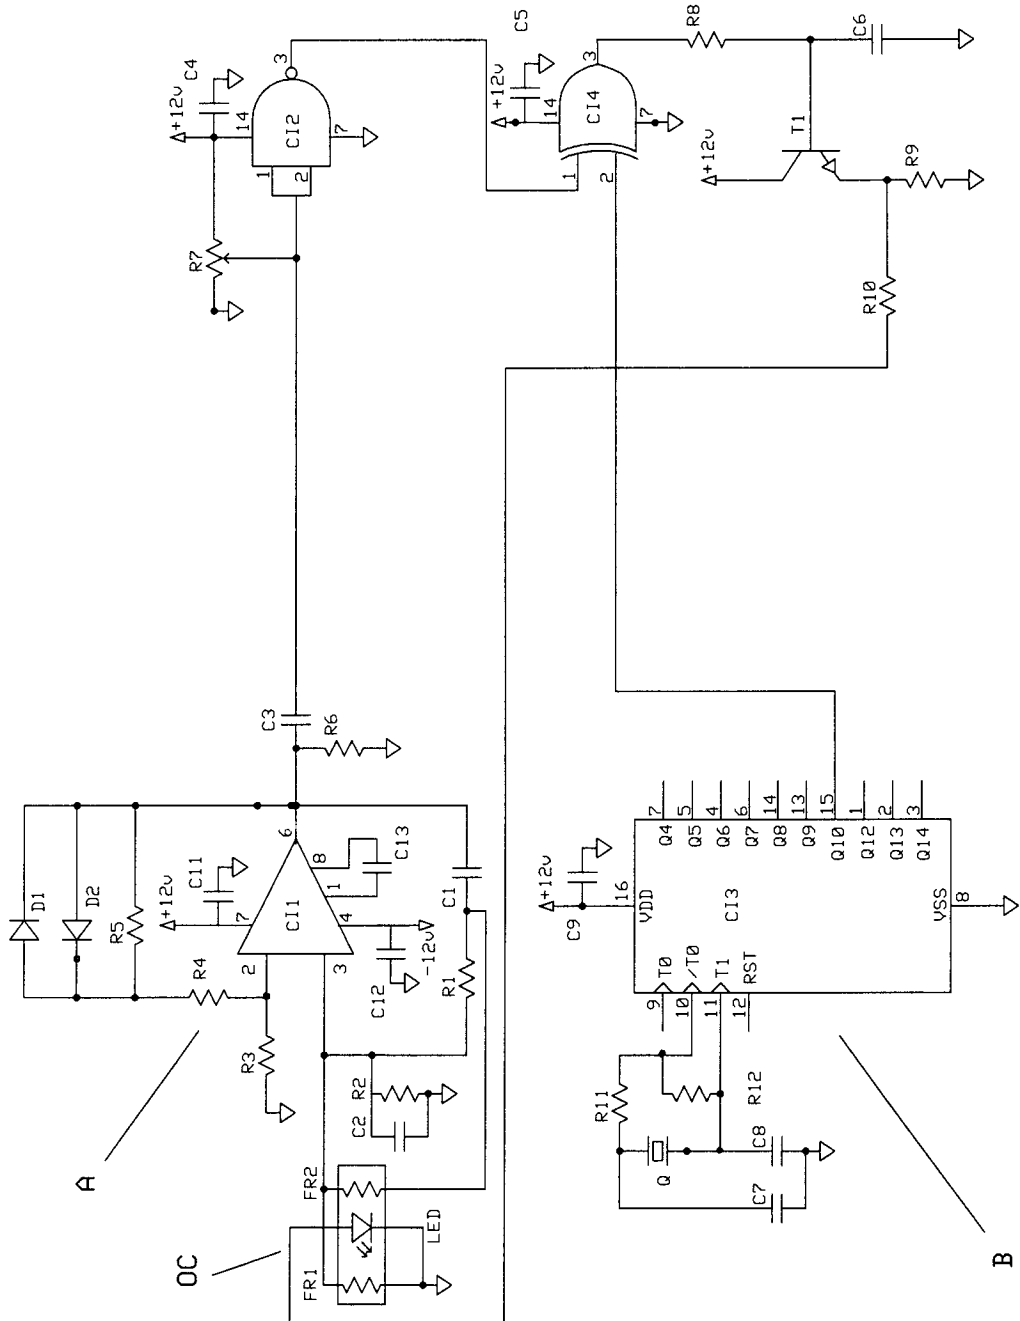 C5
R8
C6
3
+12v
C4
14
CI2
7
1
2
+12v
14
3
CI4
7
1
2
T1
+12v
R9
R7
R10
C3
R6
6
8
C13
1
C1
D1
D2
R5
+12v
C11
7
CI1
4
-12v
C12
2
3
R4
R1
R3
R2
C2
A
FR2
LED
FR1
OC
+12v
C9
16
VDD
CI3
VSS
8
7
Q4
5
Q5
4
Q6
6
Q7
14
Q8
13
Q9
15
Q10
1
Q12
2
Q13
3
Q14
9
T0
10
/T0
11
T1
12
RST
R11
R12
Q
C8
C7
B